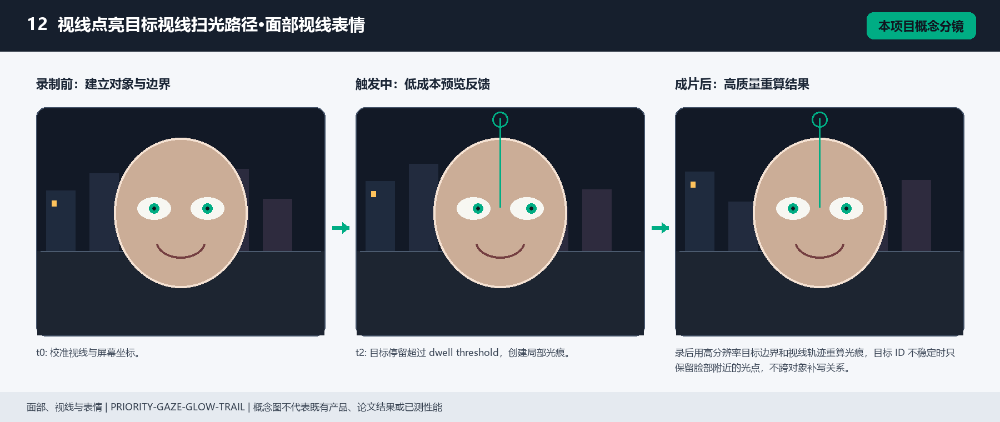 12 视线点亮目标视线扫光路径•面部视线表情
本项目概念分镜
录制前：建立对象与边界
触发中：低成本预览反馈
成片后：高质量重算结果
t0: 校准视线与屏幕坐标。
t2: 目标停留超过 dwell threshold，创建局部光痕。
录后用高分辨率目标边界和视线轨迹重算光痕，目标 ID 不稳定时只
保留脸部附近的光点，不跨对象补写关系。
面部、视线与表情 | PRIORITY-GAZE-GLOW-TRAIL | 概念图不代表既有产品、论文结果或已测性能